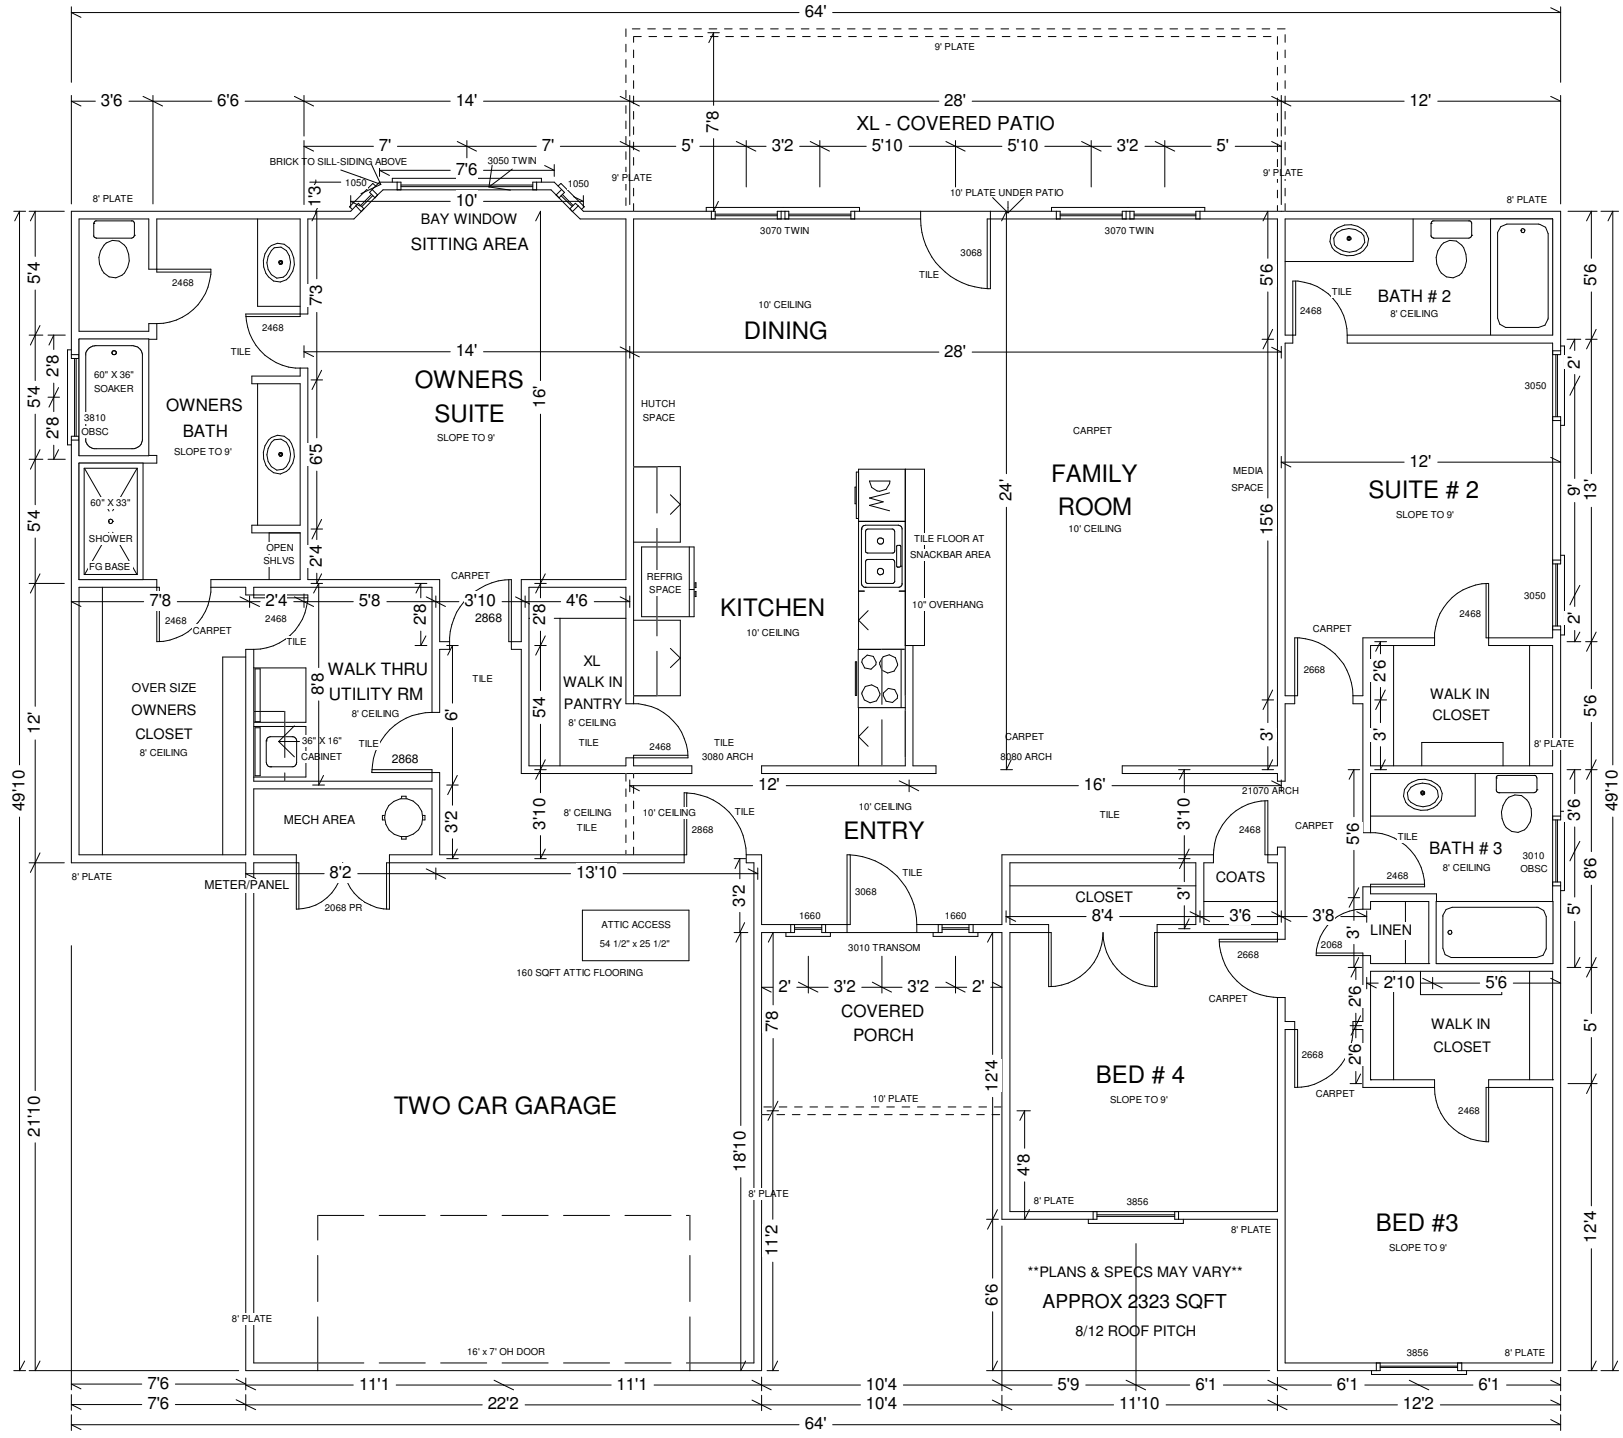 64'
9' PLATE
3'6 6'6 14' 28' 12'
7'8
XL - COVERED PATIO
7' 7' 5' 3'2 5'10 5'10 3'2 5'
BRICK TO SILL-SIDING ABOVE
3050 TWIN
7'6
1050
1050
9' PLATE
9' PLATE
1'3
10'
10' PLATE UNDER PATIO
8' PLATE
8' PLATE
BAY WINDOW
SITTING AREA
3070 TWIN
3070 TWIN
3068
TILE
2468
5'4
7'3
5'6
5'6
TILE
BATH # 2
8' CEILING
2468
2468
TILE
10' CEILING
DINING
14'
28'
60" X 36"
SOAKER
3810
OBSC
2'8
5'4
2'8
OWNERS
BATH
SLOPE TO 9'
OWNERS
SUITE
SLOPE TO 9'
16'
6'5
HUTCH
SPACE
CARPET
FAMILY
ROOM
10' CEILING
24'
MEDIA
SPACE
15'6
2'
3050
12'
SUITE # 2
SLOPE TO 9'
9'
13'
60" X 33"
SHOWER
FG BASE
5'4
OPEN
SHLVS
2'4
DW
TILE FLOOR AT
SNACKBAR AREA
10" OVERHANG
REFRIG
SPACE
KITCHEN
10' CEILING
3050
2'
CARPET
7'8 2'4 5'8 3'10 4'6
2468
CARPET
2468
TILE
2'8
2868
2'8
2468
CARPET
2668
OVER SIZE
OWNERS
CLOSET
8' CEILING
12'
WALK THRU
UTILITY RM
8' CEILING
8'8
TILE
XL
WALK IN
PANTRY
8' CEILING
TILE
5'4
6'
36" X 16"
CABINET
TILE
2868
2468
TILE
3080 ARCH
CARPET
8080 ARCH
3'
2'6
3'
WALK IN
CLOSET
5'6
8' PLATE
12'
16'
21070 ARCH
49'10
49'10
MECH AREA
3'2
3'10
8' CEILING
TILE
10' CEILING
2868
TILE
10' CEILING
ENTRY
TILE
3'10
2468
CARPET
5'6
TILE
BATH # 3
8' CEILING
2468
3010
OBSC
3'6
8'6
5'
8' PLATE
METER/PANEL
8'2
13'10
2068 PR
3'2
3068
TILE
CLOSET
3'
COATS
8'4 3'6 3'8
LINEN
3'
2068
ATTIC ACCESS
54 1/2" x 25 1/2"
160 SQFT ATTIC FLOORING
1660
1660
3010 TRANSOM
2' 3'2 3'2 2'
2668
CARPET
2'10 5'6
COVERED
PORCH
7'8
2'6
WALK IN
CLOSET
5'
2'6
2668
CARPET
2468
BED # 4
SLOPE TO 9'
12'4
10' PLATE
TWO CAR GARAGE
21'10
18'10
4'8
8' PLATE
8' PLATE
3856
8' PLATE
BED #3
SLOPE TO 9'
12'4
11'2
6'6
**PLANS & SPECS MAY VARY**
APPROX 2323 SQFT
8/12 ROOF PITCH
8' PLATE
16' x 7' OH DOOR
3856
8' PLATE
7'6 11'1 11'1 10'4 5'9 6'1 6'1 6'1
7'6 22'2 10'4 11'10 12'2
64'